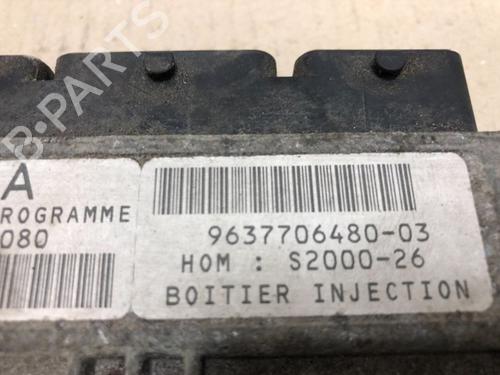 A
ROGRAMME
080
9637706480-03
HOM : S2000-26
BOITIER INJECTION
B-PARTS